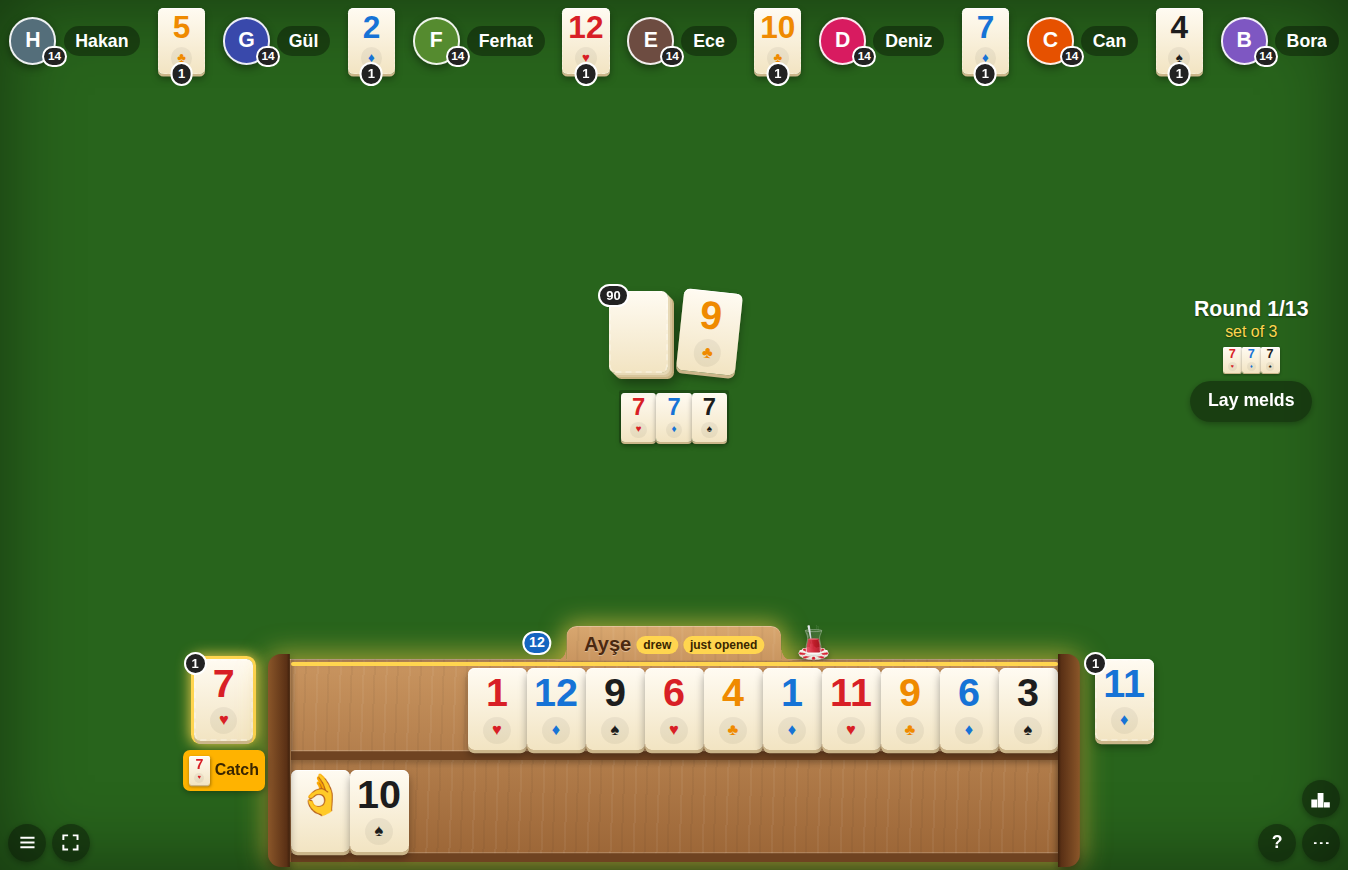 H 14 Hakan 5 1 G 14 Gül 2 1 F 14 Ferhat 12 1 E 14 Ece 10 1 D 14 Deniz 7 1 C 14 Can 4 1 B 14 Bora
90 9
Round 1/13
set of 3
7 7 7
Lay melds
7 7 7
12 Ayşe drew just opened
1 7
1 12 9 6 4 1 11 9 6 3
1 11
7 Catch
10
?